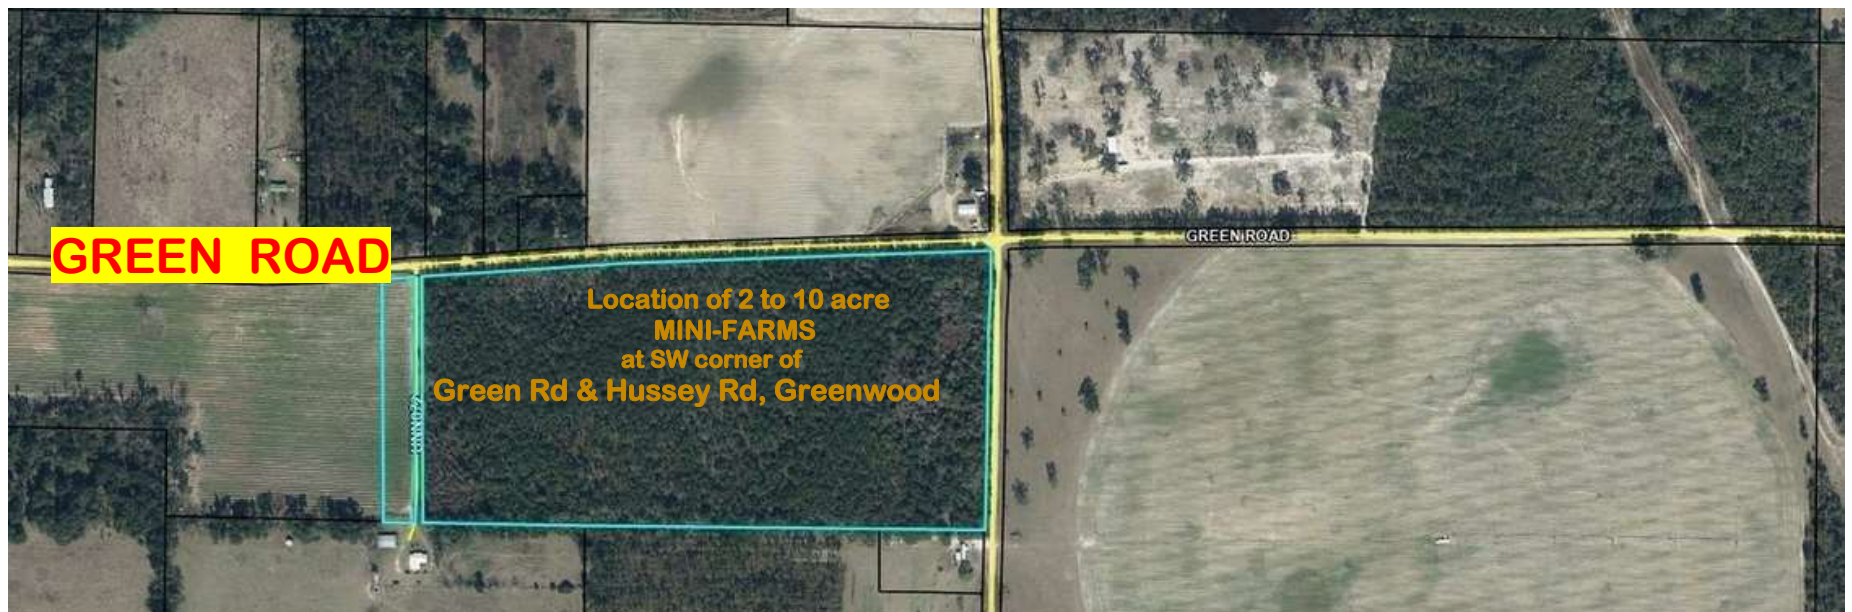 GREEN ROAD
GREEN ROAD
Location of 2 to 10 acre
MINI-FARMS
at SW corner of
Green Rd & Hussey Rd, Greenwood